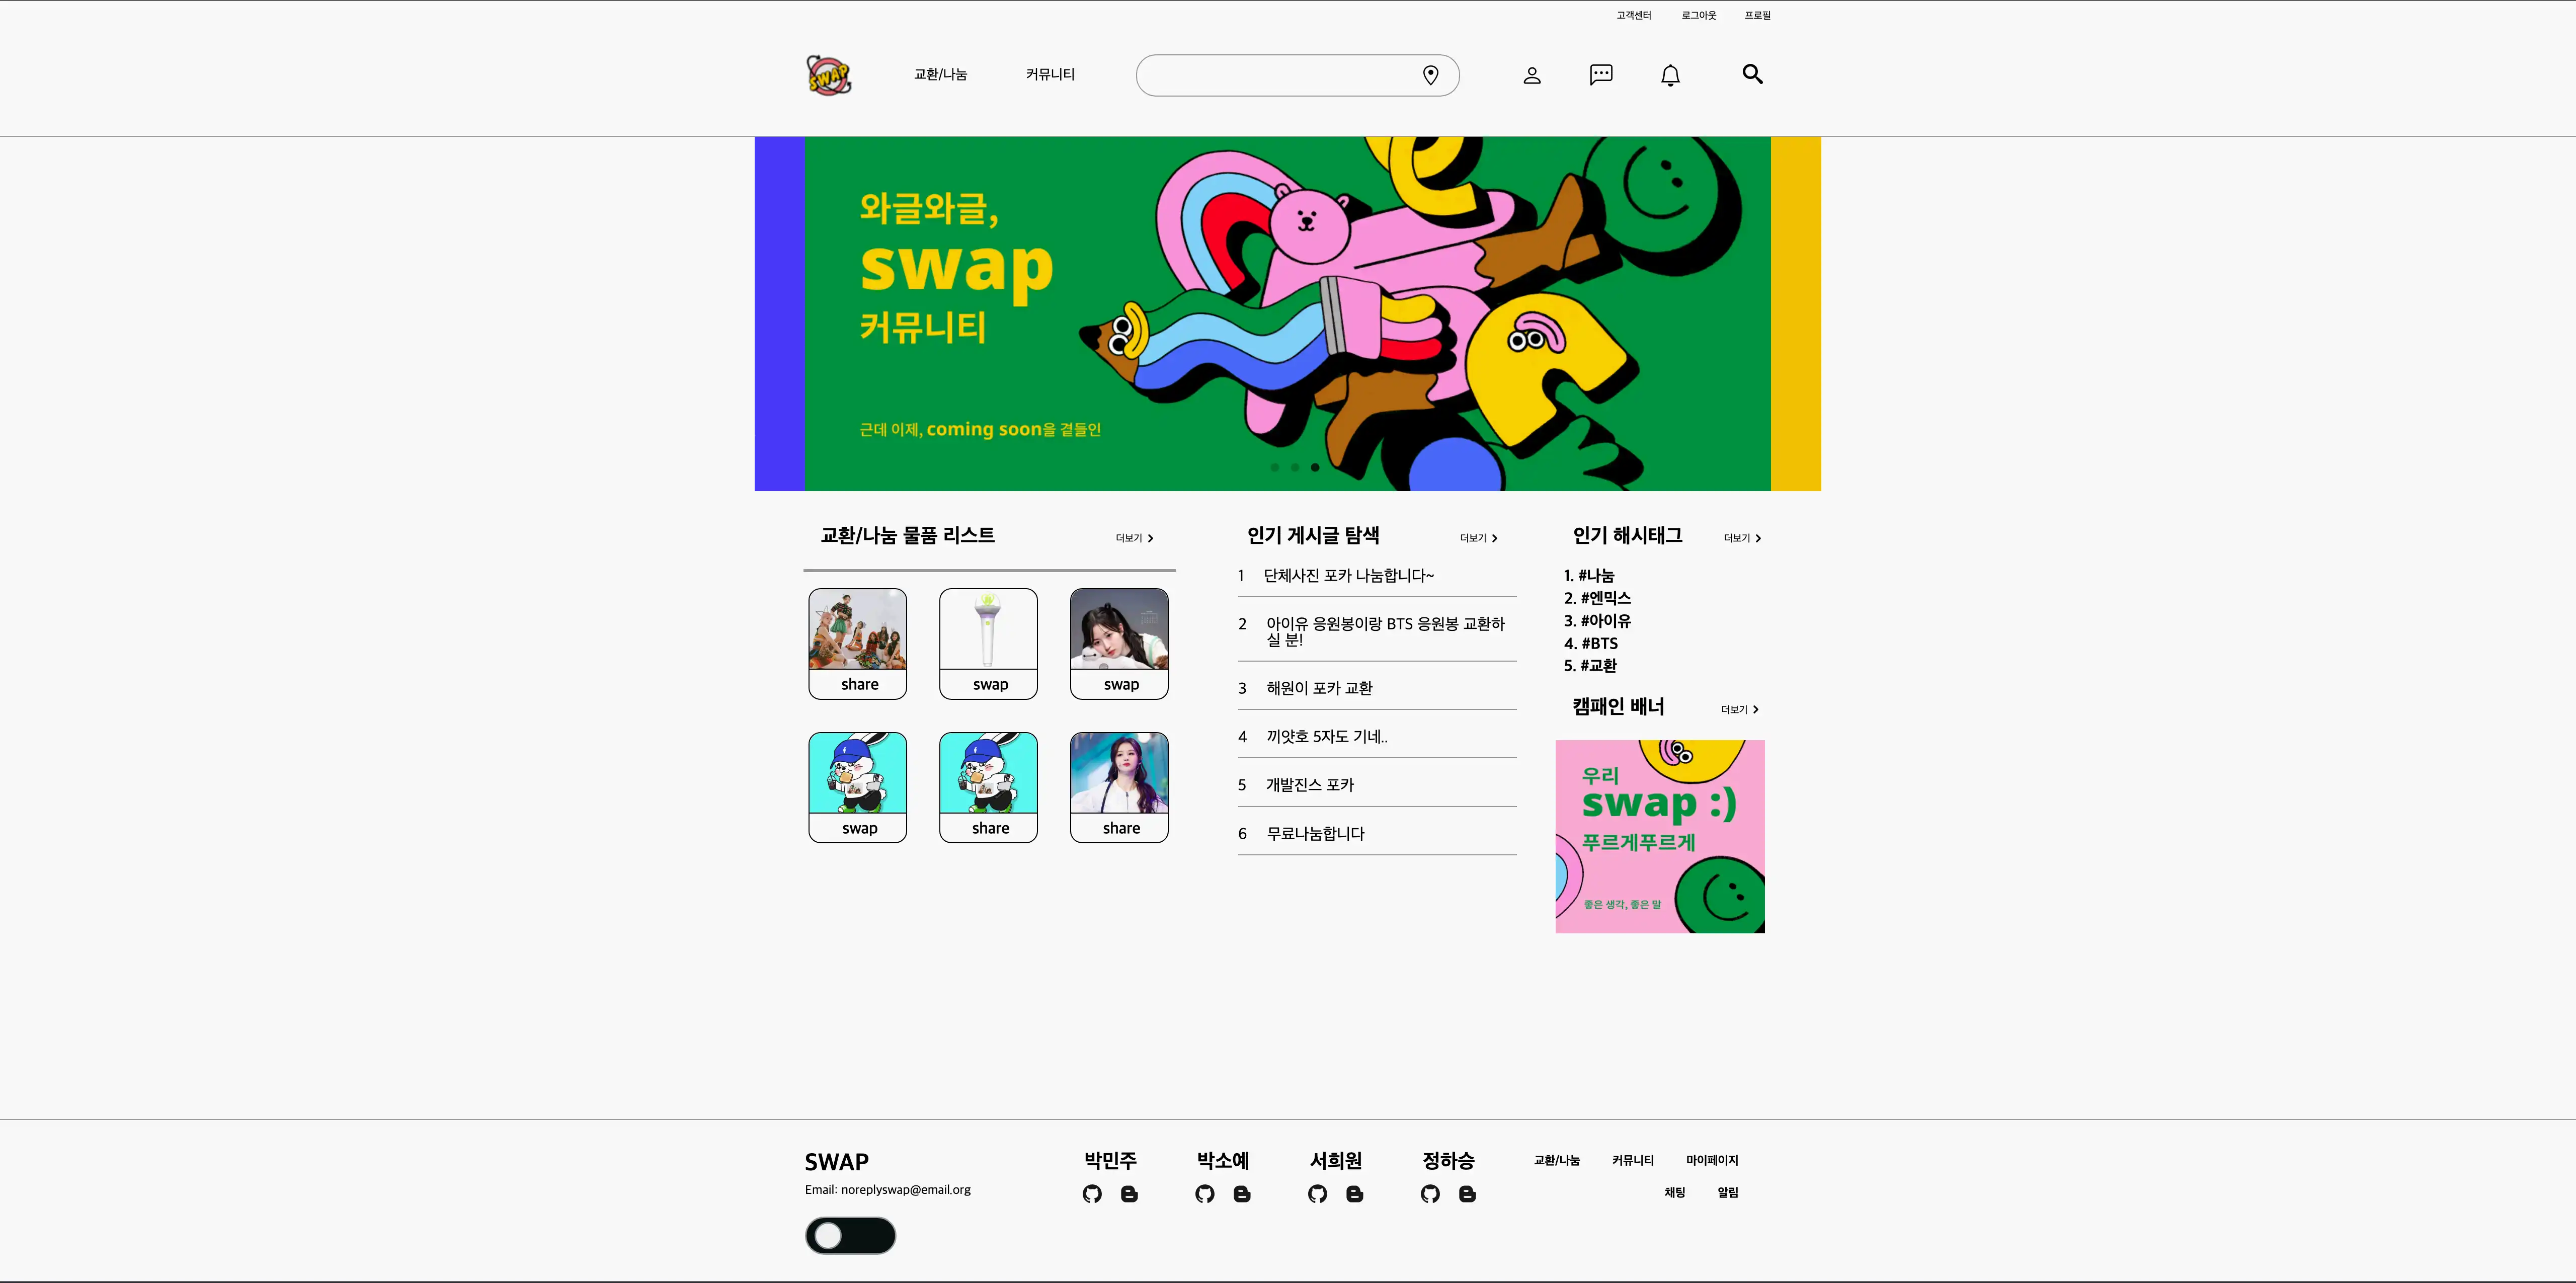 고객센터 로그아웃 프로필
SWAP 교환/나눔 커뮤니티
와글와글,
swap
커뮤니티
근데 이제, coming soon을 곁들인
교환/나눔 물품 리스트 더보기
share swap swap
swap share share
인기 게시글 탐색 더보기
1 단체사진 포카 나눔합니다~
2 아이유 응원봉이랑 BTS 응원봉 교환하
실 분!
3 해원이 포카 교환
4 끼얏호 5자도 기네..
5 개발진스 포카
6 무료나눔합니다
인기 해시태그 더보기
1. #나눔
2. #엔믹스
3. #아이유
4. #BTS
5. #교환
캠패인 배너 더보기
우리
swap :)
푸르게푸르게
좋은 생각, 좋은 말
SWAP
Email: noreplyswap@email.org
박민주 박소예 서희원 정하승
교환/나눔 커뮤니티 마이페이지
채팅 알림